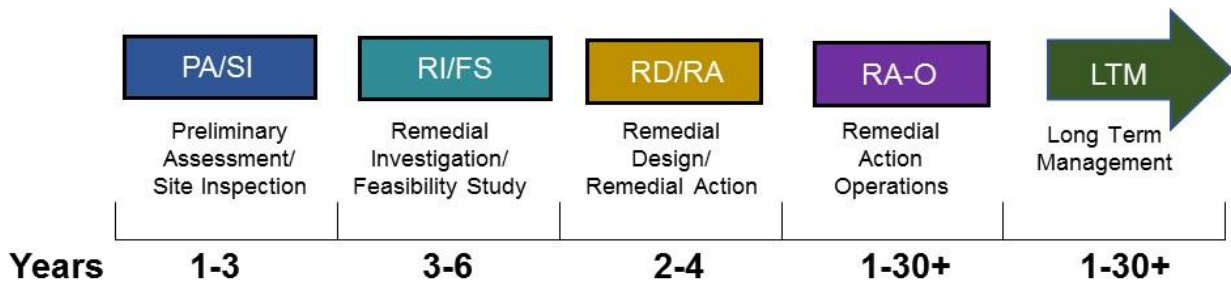 PA/SI
RI/FS
RD/RA
RA-O
LTM
Preliminary
Assessment/
Site Inspection
Remedial
Investigation/
Feasibility Study
Remedial
Design/
Remedial Action
Remedial
Action
Operations
Long Term
Management
Years 1-3 3-6 2-4 1-30+ 1-30+